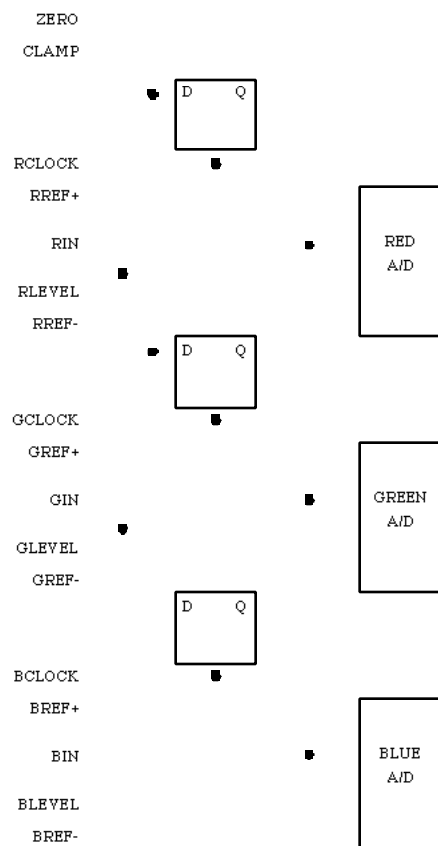 ZERO
CLAMP
D Q
RCLOCK
RREF+
RIN
RED
A/D
RLEVEL
RREF-
D Q
GCLOCK
GREF+
GIN
GREEN
A/D
GLEVEL
GREF-
D Q
BCLOCK
BREF+
BIN
BLUE
A/D
BLEVEL
BREF-